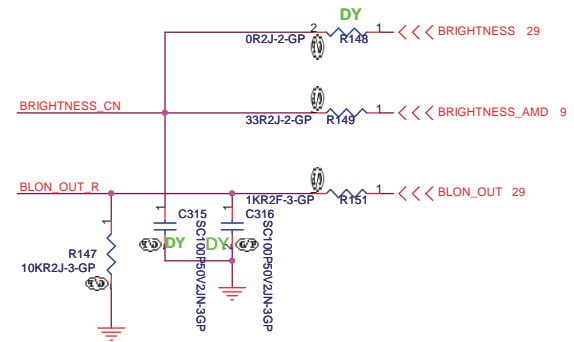 DY
2 1 BRIGHTNESS 29
0R2J-2-GP R148
BRIGHTNESS_CN
1 BRIGHTNESS_AMD 9
33R2J-2-GP R149
BLON_OUT_R
1 BLON_OUT 29
1KR2F-3-GP R151
1 1 1
C315 C316
SC100P50V2JN-3GP SC100P50V2JN-3GP
DY DY
R147
10KR2J-3-GP